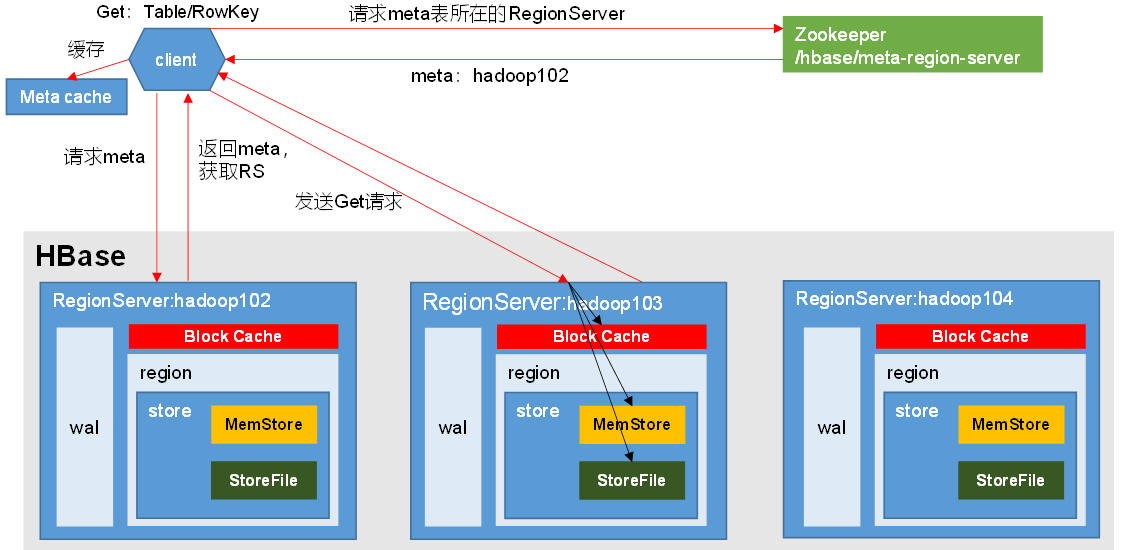 Get：Table/RowKey
请求meta表所在的RegionServer
Zookeeper
/hbase/meta-region-server
缓存
client
meta：hadoop102
Meta cache
请求meta
返回meta，
获取RS
发送Get请求
HBase
RegionServer:hadoop102
Block Cache
region
store
wal
MemStore
StoreFile
RegionServer:hadoop103
Block Cache
region
store
wal
MemStore
StoreFile
RegionServer:hadoop104
Block Cache
region
store
wal
MemStore
StoreFile